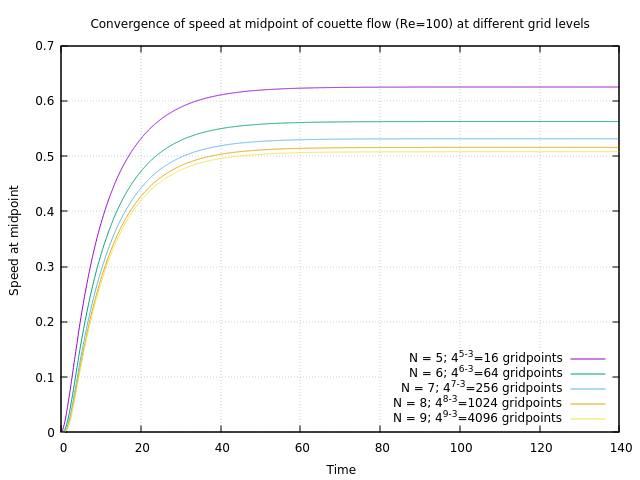 Convergence of speed at midpoint of couette flow (Re=100) at different grid levels
0.7
0.6
0.5
0.4
0.3
0.2
0.1
0
Speed at midpoint
N = 5; 4^5-3=16 gridpoints
N = 6; 4^6-3=64 gridpoints
N = 7; 4^7-3=256 gridpoints
N = 8; 4^8-3=1024 gridpoints
N = 9; 4^9-3=4096 gridpoints
0 20 40 60 80 100 120 140
Time